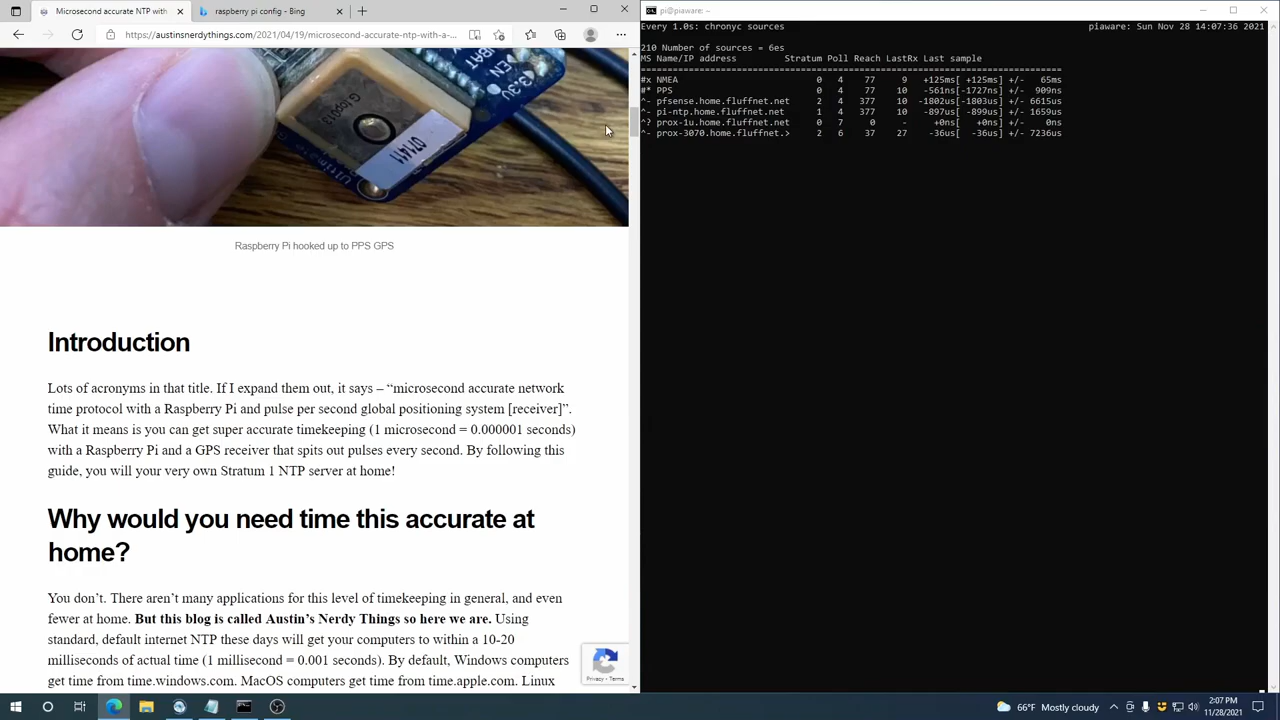 Microsecond accurate NTP with
raspberry pi config - Bing
https://austinsnerdythings.com/2021/04/19/microsecond-accurate-ntp-with-a-...
071411
Raspberry Pi hooked up to PPS GPS
Introduction
Lots of acronyms in that title. If I expand them out, it says – “microsecond accurate network
time protocol with a Raspberry Pi and pulse per second global positioning system [receiver]”.
What it means is you can get super accurate timekeeping (1 microsecond = 0.000001 seconds)
with a Raspberry Pi and a GPS receiver that spits out pulses every second. By following this
guide, you will your very own Stratum 1 NTP server at home!
Why would you need time this accurate at
home?
You don’t. There aren’t many applications for this level of timekeeping in general, and even
fewer at home. But this blog is called Austin’s Nerdy Things so here we are. Using
standard, default internet NTP these days will get your computers to within a 10-20
milliseconds of actual time (1 millisecond = 0.001 seconds). By default, Windows computers
get time from time.windows.com. MacOS computers get time from time.apple.com. Linux
Privacy - Terms
pi@piaware: ~
Every 1.0s: chronyc sources piaware: Sun Nov 28 14:07:36 2021
210 Number of sources = 6es
MS Name/IP address Stratum Poll Reach LastRx Last sample
===============================================================================
#x NMEA 0 4 77 9 +125ms[ +125ms] +/- 65ms
#* PPS 0 4 77 10 -561ns[-1727ns] +/- 909ns
^- pfsense.home.fluffnet.net 2 4 377 10 -1802us[-1803us] +/- 6615us
^- pi-ntp.home.fluffnet.net 1 4 377 10 -897us[ -899us] +/- 1659us
^? prox-1u.home.fluffnet.net 0 7 0 - +0ns[ +0ns] +/- 0ns
^- prox-3070.home.fluffnet.> 2 6 37 27 -36us[ -36us] +/- 7236us
66°F Mostly cloudy
2:07 PM
11/28/2021